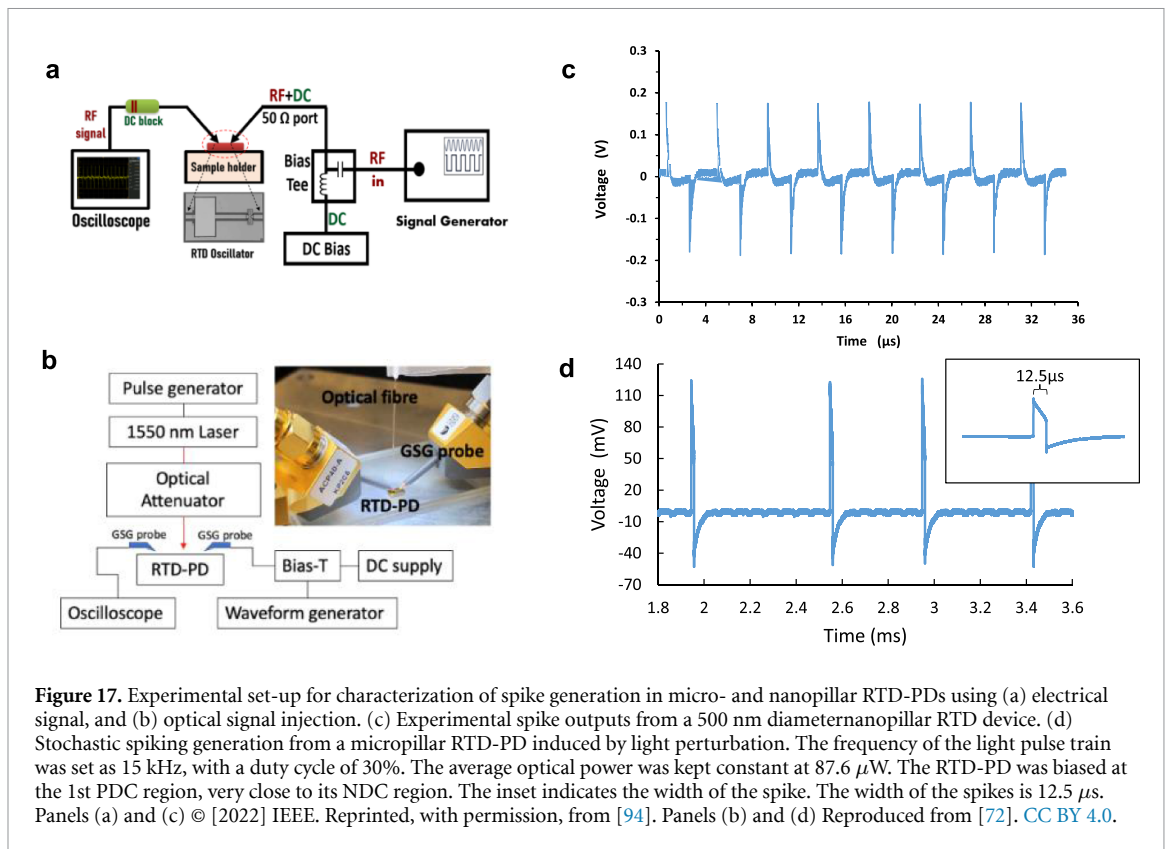 a
RF
signal
DC block
RF+DC
50 Ω port
Bias
Tee
RF
in
Sample holder
Oscilloscope
DC
Signal Generator
RTD Oscillator
DC Bias
c
0.3
0.2
0.1
0
-0.1
-0.2
-0.3
Voltage (V)
0 4 8 12 16 20 24 28 32 36
Time (µs)
b
Pulse generator
1550 nm Laser
Optical
Attenuator
GSG probe
GSG probe
RTD-PD
Bias-T
DC supply
Oscilloscope
Waveform generator
Optical fibre
GSG probe
ACP40-A
RTD-PD
d
140
110
80
50
20
-10
-40
-70
Voltage (mV)
1.8 2 2.2 2.4 2.6 2.8 3 3.2 3.4 3.6
Time (ms)
12.5µs
Figure 17. Experimental set-up for characterization of spike generation in micro- and nanopillar RTD-PDs using (a) electrical
signal, and (b) optical signal injection. (c) Experimental spike outputs from a 500 nm diameternanopillar RTD device. (d)
Stochastic spiking generation from a micropillar RTD-PD induced by light perturbation. The frequency of the light pulse train
was set as 15 kHz, with a duty cycle of 30%. The average optical power was kept constant at 87.6 µW. The RTD-PD was biased at
the 1st PDC region, very close to its NDC region. The inset indicates the width of the spike. The width of the spikes is 12.5 µs.
Panels (a) and (c) © [2022] IEEE. Reprinted, with permission, from [94]. Panels (b) and (d) Reproduced from [72]. CC BY 4.0.